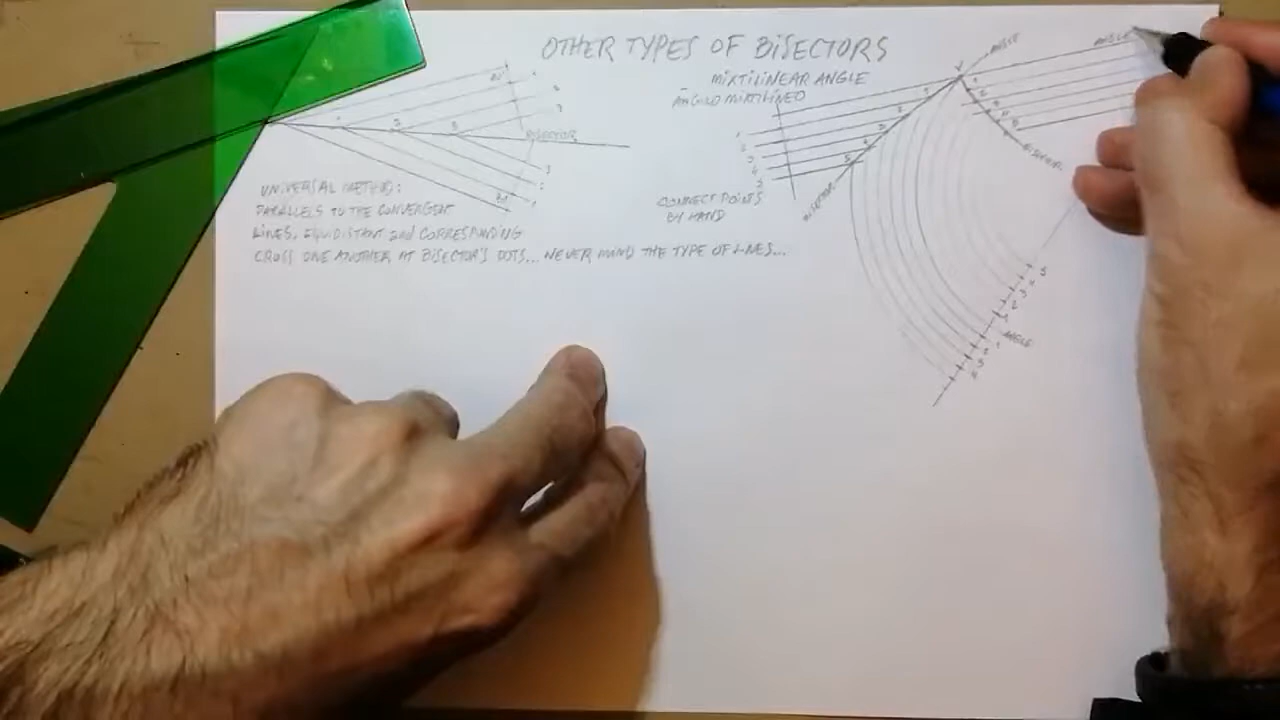 OTHER TYPES OF BISECTORS
MIXTILINEAR ANGLE
ÁNGULO MIXTILÍNEO
ANGLE
ANGLE
V
BISECTOR
UNIVERSAL METHOD:
PARALLELS TO THE CONVERGENT
LINES, EQUIDISTANT and CORRESPONDING
CROSS ONE ANOTHER AT BISECTOR'S DOTS... NEVER MIND THE TYPE OF LINES...
CONNECT POINTS
BY HAND
BISECTOR
BISECTOR
ANGLE